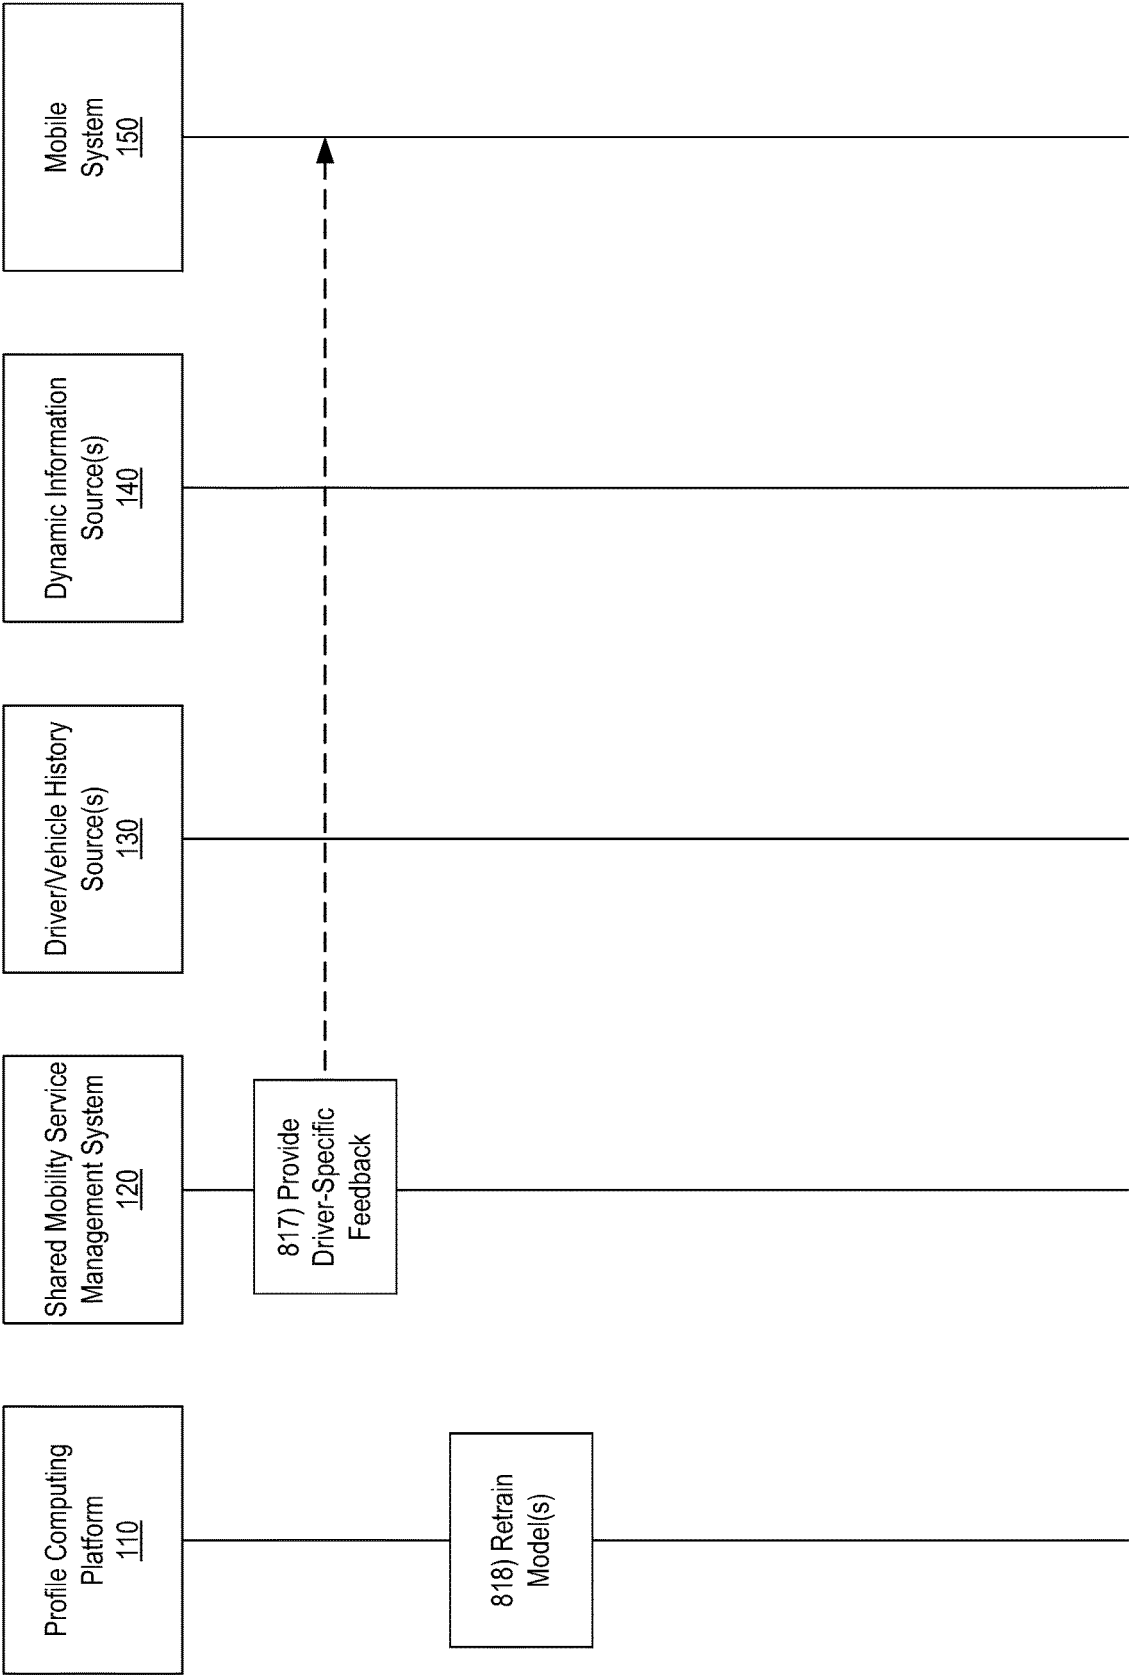 Profile Computing
Platform
110
Shared Mobility Service
Management System
120
Driver/Vehicle History
Source(s)
130
Dynamic Information
Source(s)
140
Mobile
System
150
817) Provide
Driver-Specific
Feedback
818) Retrain
Model(s)